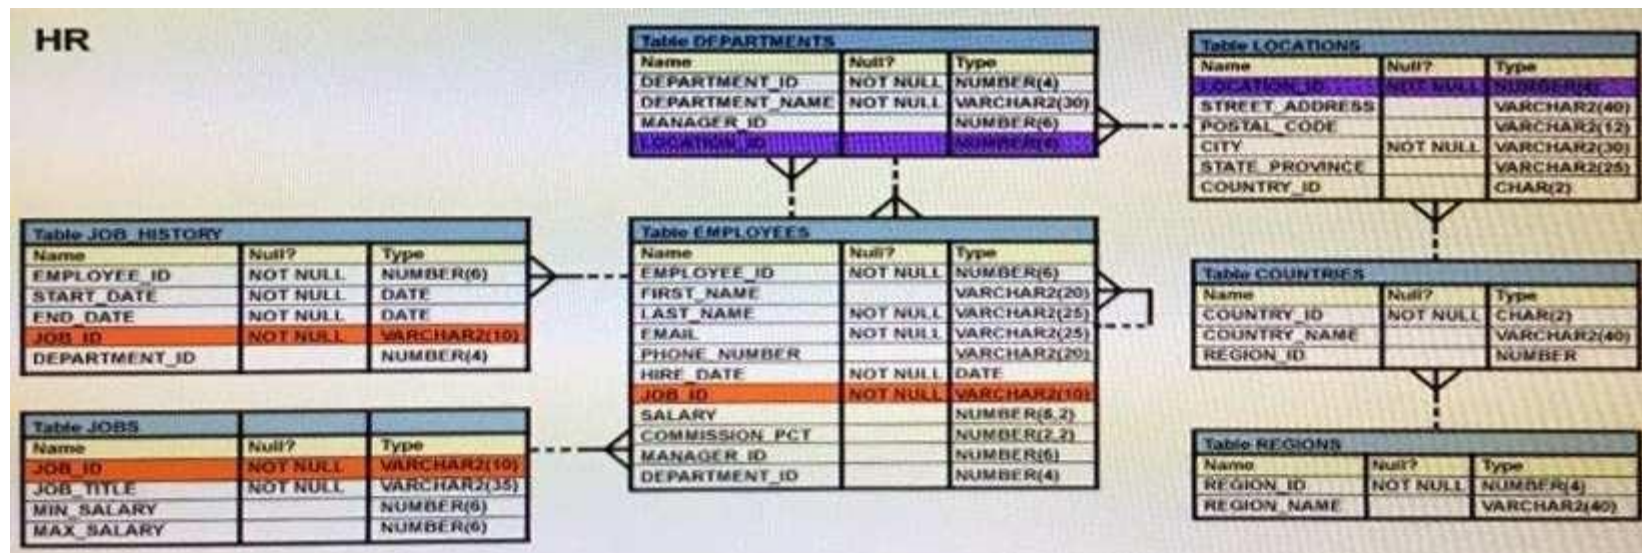 HR
Table DEPARTMENTS
Name Null? Type
DEPARTMENT_ID NOT NULL NUMBER(4)
DEPARTMENT_NAME NOT NULL VARCHAR2(30)
MANAGER_ID NUMBER(6)
LOCATION_ID NUMBER(4)
Table LOCATIONS
Name Null? Type
LOCATION_ID NOT NULL NUMBER(4)
STREET_ADDRESS VARCHAR2(40)
POSTAL_CODE VARCHAR2(12)
CITY NOT NULL VARCHAR2(30)
STATE_PROVINCE VARCHAR2(25)
COUNTRY_ID CHAR(2)
Table JOB_HISTORY
Name Null? Type
EMPLOYEE_ID NOT NULL NUMBER(6)
START_DATE NOT NULL DATE
END_DATE NOT NULL DATE
JOB_ID NOT NULL VARCHAR2(10)
DEPARTMENT_ID NUMBER(4)
Table EMPLOYEES
Name Null? Type
EMPLOYEE_ID NOT NULL NUMBER(6)
FIRST_NAME VARCHAR2(20)
LAST_NAME NOT NULL VARCHAR2(25)
EMAIL NOT NULL VARCHAR2(25)
PHONE_NUMBER VARCHAR2(20)
HIRE_DATE NOT NULL DATE
JOB_ID NOT NULL VARCHAR2(10)
SALARY NUMBER(8,2)
COMMISSION_PCT NUMBER(2,2)
MANAGER_ID NUMBER(6)
DEPARTMENT_ID NUMBER(4)
Table COUNTRIES
Name Null? Type
COUNTRY_ID NOT NULL CHAR(2)
COUNTRY_NAME VARCHAR2(40)
REGION_ID NUMBER
Table JOBS
Name Null? Type
JOB_ID NOT NULL VARCHAR2(10)
JOB_TITLE NOT NULL VARCHAR2(35)
MIN_SALARY NUMBER(6)
MAX_SALARY NUMBER(6)
Table REGIONS
Name Null? Type
REGION_ID NOT NULL NUMBER(4)
REGION_NAME VARCHAR2(40)